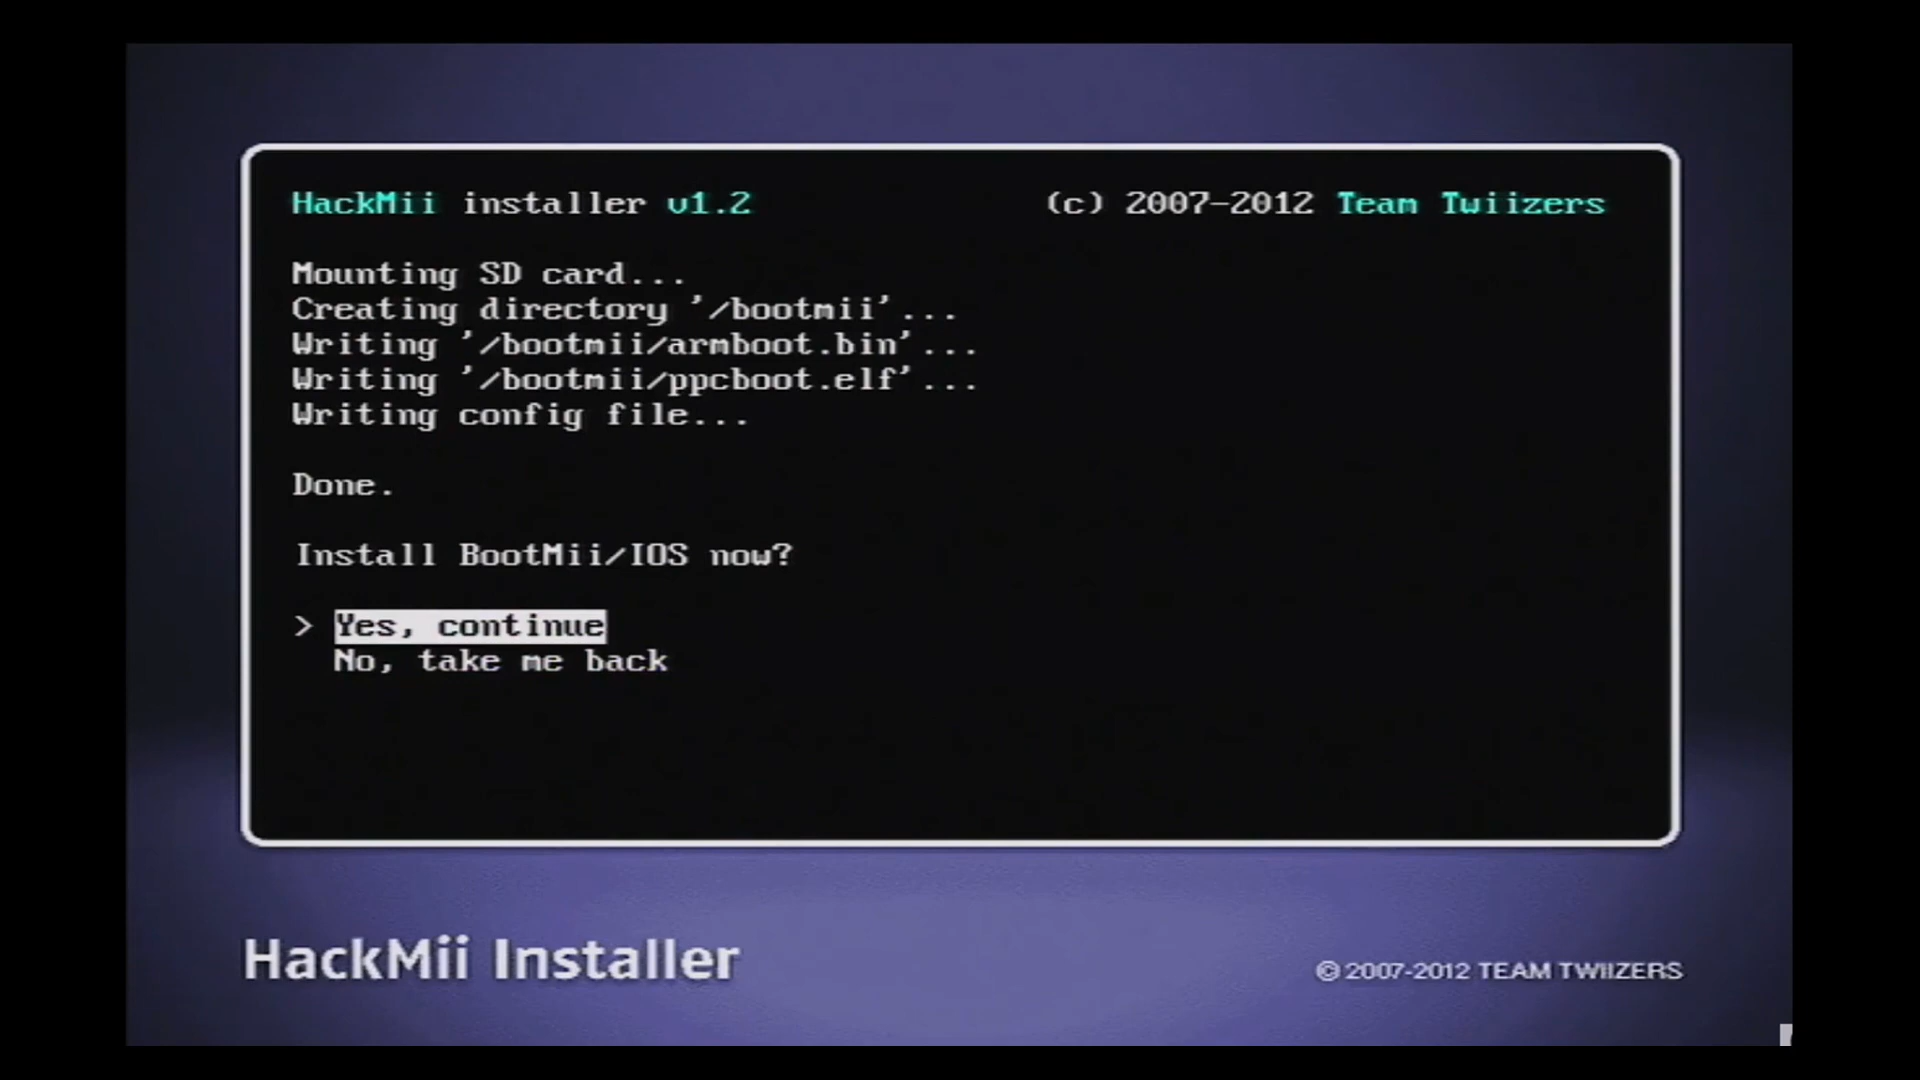 HackMii installer v1.2 (c) 2007-2012 Team Twiizers
Mounting SD card...
Creating directory '/bootmii'...
Writing '/bootmii/armboot.bin'...
Writing '/bootmii/ppcboot.elf'...
Writing config file...
Done.
Install BootMii/IOS now?
> Yes, continue
No, take me back
HackMii Installer
© 2007-2012 TEAM TWIIZERS